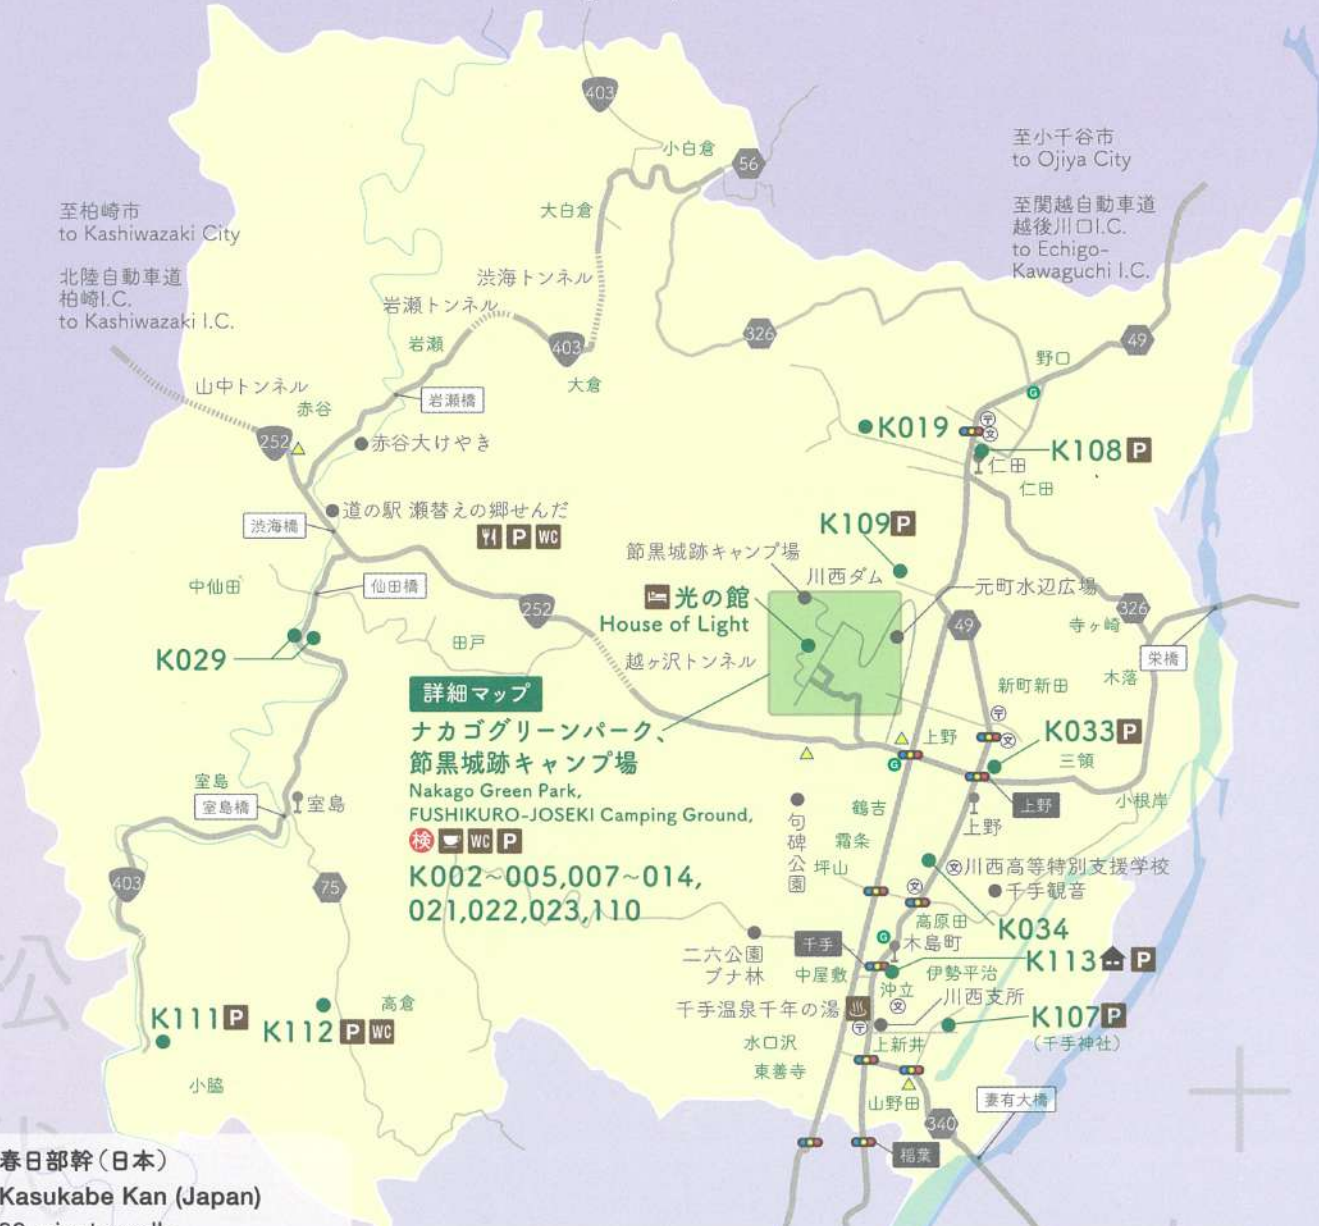 403
小白倉
56
至小千谷市
to Ojiya City
至関越自動車道
越後川口I.C.
to Echigo-
Kawaguchi I.C.
至柏崎市
to Kashiwazaki City
北陸自動車道
柏崎I.C.
to Kashiwazaki I.C.
大白倉
渋海トンネル
岩瀬トンネル
岩瀬
403
大倉
326
49
野口
G
山中トンネル
赤谷
岩瀬橋
252
赤谷大けやき
K019
〒
文
K108 P
仁田
仁田
道の駅 瀬替えの郷せんだ
P WC
渋海橋
K109 P
節黒城跡キャンプ場
川西ダム
元町水辺広場
中仙田
仙田橋
光の館
House of Light
252
326
寺ヶ崎
49
田戸
越ヶ沢トンネル
栄橋
K029
木落
新町新田
詳細マップ
ナカゴグリーンパーク、
節黒城跡キャンプ場
Nakago Green Park,
FUSHIKURO-JOSEKI Camping Ground,
検 WC P
K002~005,007~014,
021,022,023,110
〒
文
K033 P
上野
三領
G
室島
室島橋
室島
上野
小根岸
鶴吉
上野
句碑公園
霜条
坪山
文川西高等特別支援学校
千手観音
403
75
文
高原田
K034
G
千手
木島町
二六公園
ブナ林
中屋敷
伊勢平治
K113 P
沖立
千手温泉千年の湯
文
川西支所
K111 P
K112 P WC
高倉
〒
K107 P
(千手神社)
水口沢
上新井
東善寺
小脇
山野田
妻有大橋
340
稲葉
松
十
春日部幹(日本)
Kasukabe Kan (Japan)